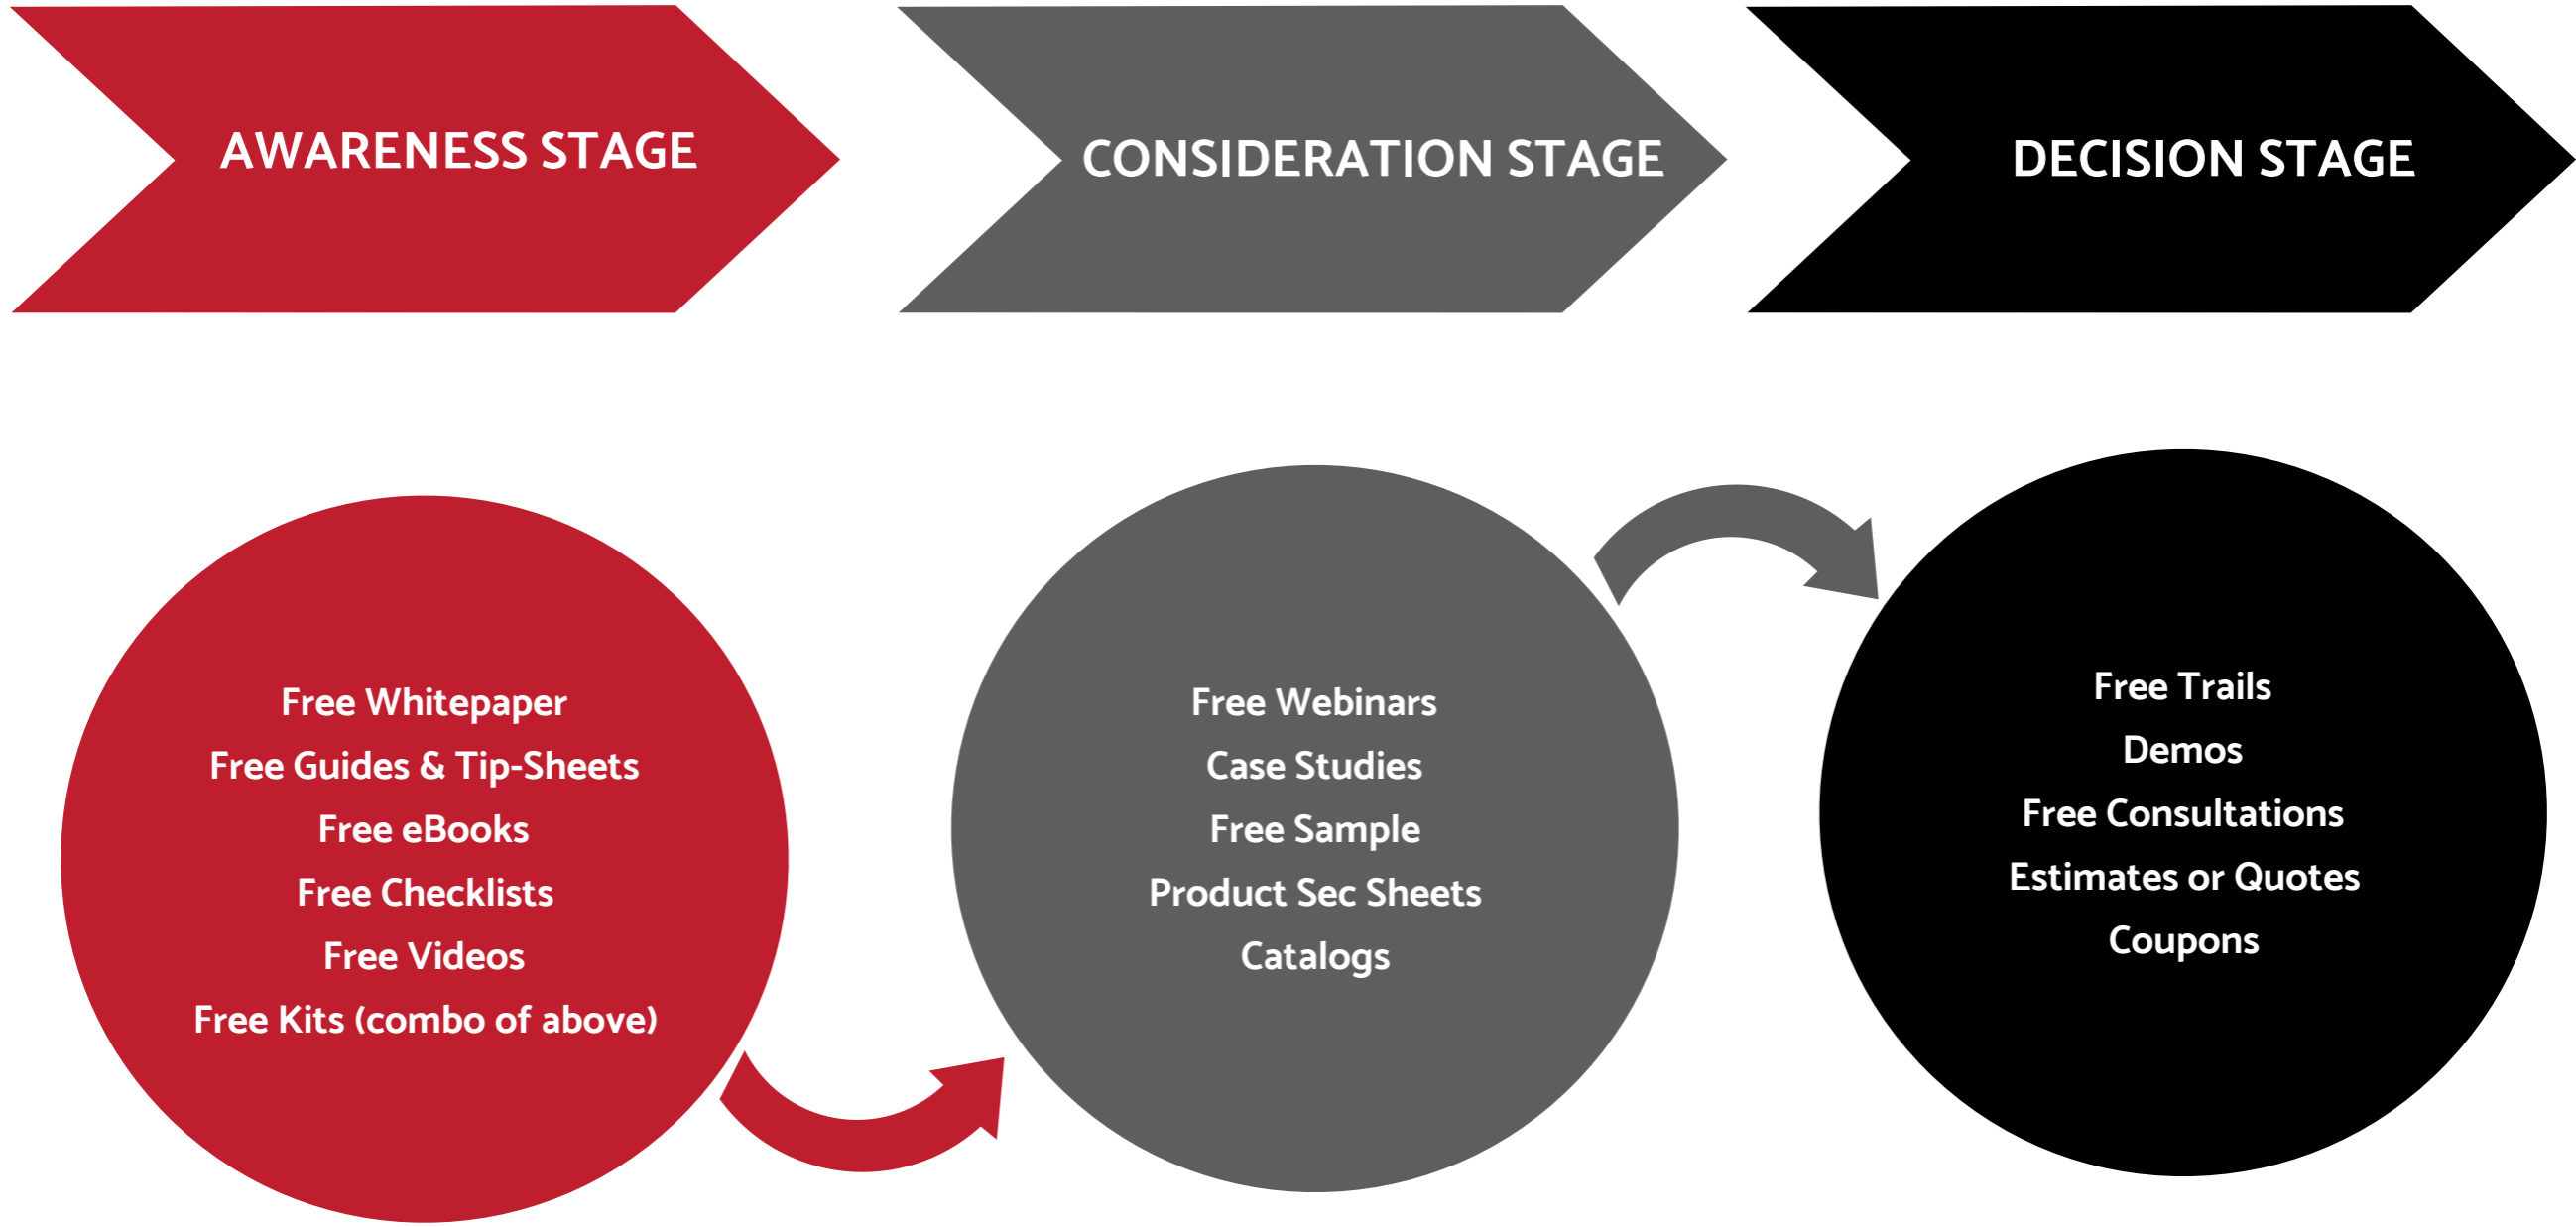 AWARENESS STAGE
CONSIDERATION STAGE
DECISION STAGE
Free Whitepaper
Free Guides & Tip-Sheets
Free eBooks
Free Checklists
Free Videos
Free Kits (combo of above)
Free Webinars
Case Studies
Free Sample
Product Sec Sheets
Catalogs
Free Trails
Demos
Free Consultations
Estimates or Quotes
Coupons